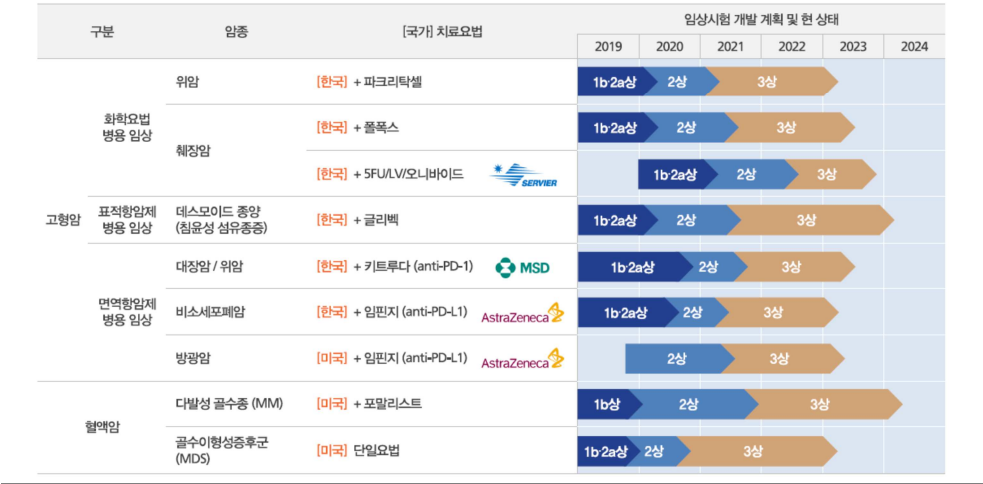 구분 암종 [국가] 치료요법 임상시험 개발 계획 및 현 상태
2019 2020 2021 2022 2023 2024
고형암
화학요법
병용 임상
위암 [한국] + 파크리탁셀 1b·2a상 2상 3상
췌장암
[한국] + 폴폭스 1b·2a상 2상 3상
[한국] + 5FU/LV/오니바이드 SERVIER 1b·2a상 2상 3상
표적항암제
병용 임상
데스모이드 종양
(침윤성 섬유종증)
[한국] + 글리벡 1b·2a상 2상 3상
면역항암제
병용 임상
대장암 / 위암 [한국] + 키트루다 (anti-PD-1) MSD 1b·2a상 2상 3상
비소세포폐암 [한국] + 임핀지 (anti-PD-L1) AstraZeneca 1b·2a상 2상 3상
방광암 [미국] + 임핀지 (anti-PD-L1) AstraZeneca 2상 3상
혈액암
다발성 골수종 (MM) [미국] + 포말리스트 1b상 2상 3상
골수이형성증후군
(MDS)
[미국] 단일요법 1b·2a상 2상 3상